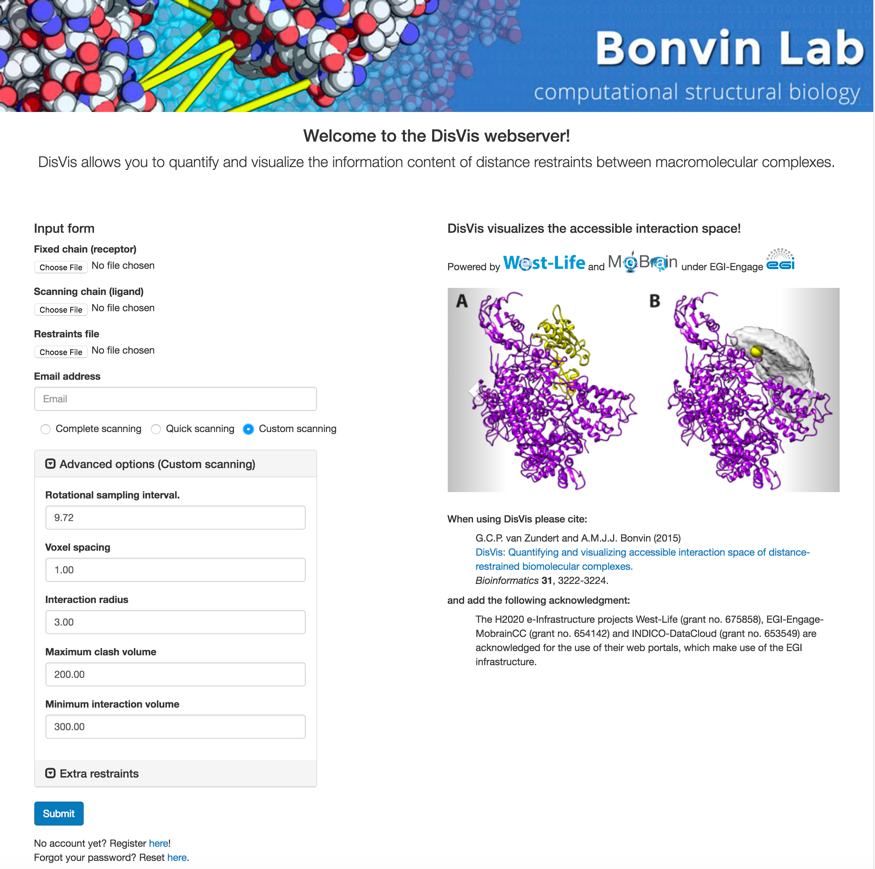 Bonvin Lab
computational structural biology
Welcome to the DisVis webserver!
DisVis allows you to quantify and visualize the information content of distance restraints between macromolecular complexes.
Input form
Fixed chain (receptor)
Choose File No file chosen
Scanning chain (ligand)
Choose File No file chosen
Restraints file
Choose File No file chosen
Email address
Email
Complete scanning Quick scanning Custom scanning
Advanced options (Custom scanning)
Rotational sampling interval.
9.72
Voxel spacing
1.00
Interaction radius
3.00
Maximum clash volume
200.00
Minimum interaction volume
300.00
Extra restraints
Submit
No account yet? Register here!
Forgot your password? Reset here.
DisVis visualizes the accessible interaction space!
Powered by West-Life and MoBrain under EGI-Engage egi
A B
When using DisVis please cite:
G.C.P. van Zundert and A.M.J.J. Bonvin (2015)
DisVis: Quantifying and visualizing accessible interaction space of distance-
restrained biomolecular complexes.
Bioinformatics 31, 3222-3224.
and add the following acknowledgment:
The H2020 e-Infrastructure projects West-Life (grant no. 675858), EGI-Engage-
MobrainCC (grant no. 654142) and INDICO-DataCloud (grant no. 653549) are
acknowledged for the use of their web portals, which make use of the EGI
infrastructure.